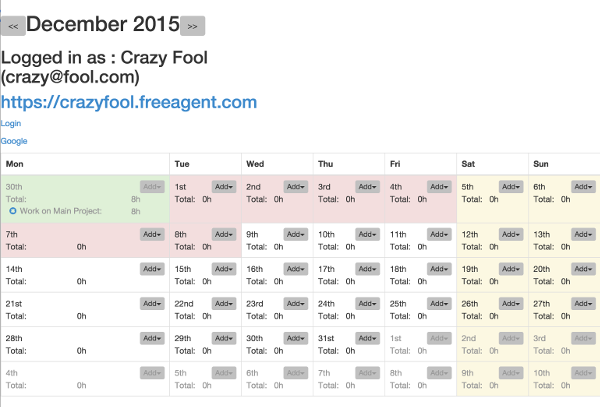 << December 2015 >>
Logged in as : Crazy Fool
(crazy@fool.com)
https://crazyfool.freeagent.com
Login
Google
Mon Tue Wed Thu Fri Sat Sun
30th Add 1st Add 2nd Add 3rd Add 4th Add 5th Add 6th Add
Total: 8h Total: 0h Total: 0h Total: 0h Total: 0h Total: 0h Total: 0h
Work on Main Project: 8h
7th Add 8th Add 9th Add 10th Add 11th Add 12th Add 13th Add
Total: 0h Total: 0h Total: 0h Total: 0h Total: 0h Total: 0h Total: 0h
14th Add 15th Add 16th Add 17th Add 18th Add 19th Add 20th Add
Total: 0h Total: 0h Total: 0h Total: 0h Total: 0h Total: 0h Total: 0h
21st Add 22nd Add 23rd Add 24th Add 25th Add 26th Add 27th Add
Total: 0h Total: 0h Total: 0h Total: 0h Total: 0h Total: 0h Total: 0h
28th Add 29th Add 30th Add 31st Add 1st Add 2nd Add 3rd Add
Total: 0h Total: 0h Total: 0h Total: 0h Total: 0h Total: 0h Total: 0h
4th Add 5th Add 6th Add 7th Add 8th Add 9th Add 10th Add
Total: 0h Total: 0h Total: 0h Total: 0h Total: 0h Total: 0h Total: 0h